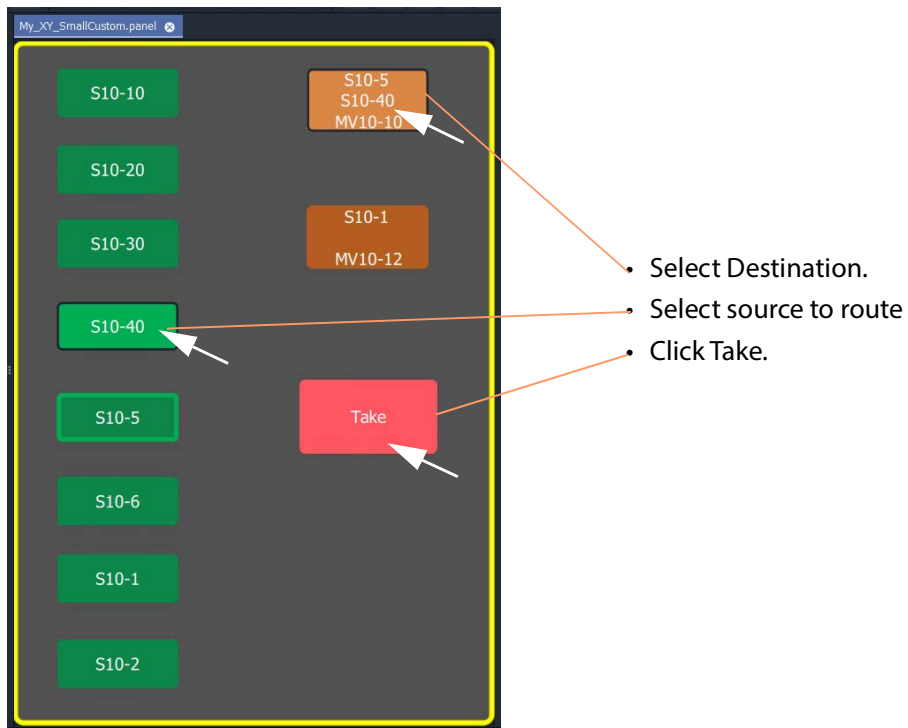 My_XY_SmallCustom.panel
S10-10
S10-20
S10-30
S10-40
S10-5
S10-6
S10-1
S10-2
S10-5
S10-40
MV10-10
S10-1
MV10-12
Take
• Select Destination.
• Select source to route
• Click Take.